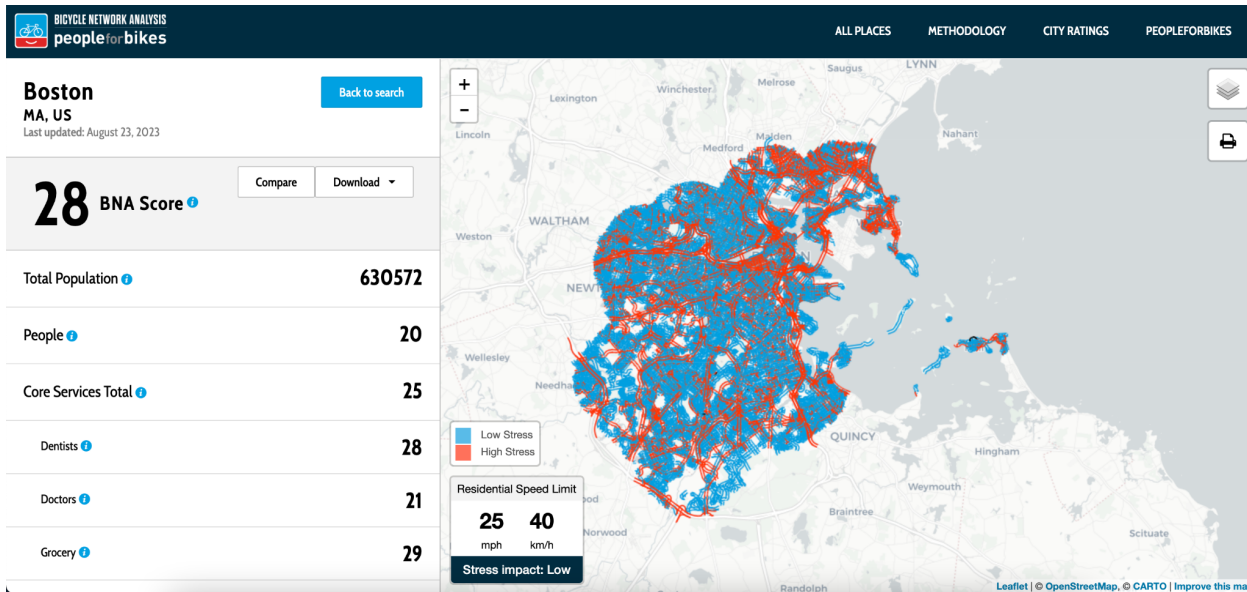 BICYCLE NETWORK ANALYSIS
peopleforbikes
ALL PLACES
METHODOLOGY
CITY RATINGS
PEOPLEFORBIKES
Boston
MA, US
Last updated: August 23, 2023
Back to search
28 BNA Score
Compare
Download
Total Population 630572
People 20
Core Services Total 25
Dentists 28
Doctors 21
Grocery 29
+
−
Saugus
LYNN
Melrose
Winchester
Lexington
Lincoln
Malden
Medford
Nahant
WALTHAM
Weston
N
NEWT
Wellesley
Needha
QUINCY
Hingham
Weymouth
Braintree
Norwood
ood
Scituate
Randolph
Low Stress
High Stress
Residential Speed Limit
25 40
mph km/h
Stress impact: Low
Leaflet | © OpenStreetMap, © CARTO | Improve this ma